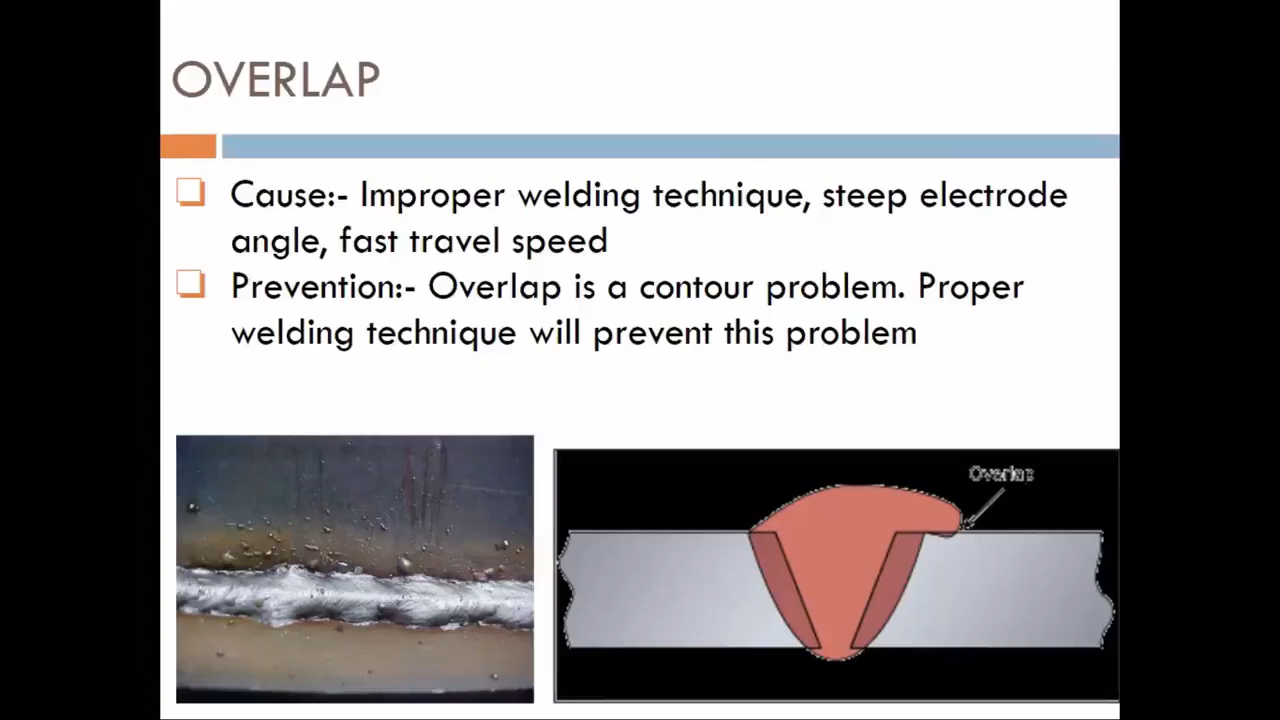 OVERLAP
Cause:- Improper welding technique, steep electrode
angle, fast travel speed
Prevention:- Overlap is a contour problem. Proper
welding technique will prevent this problem
Overlap